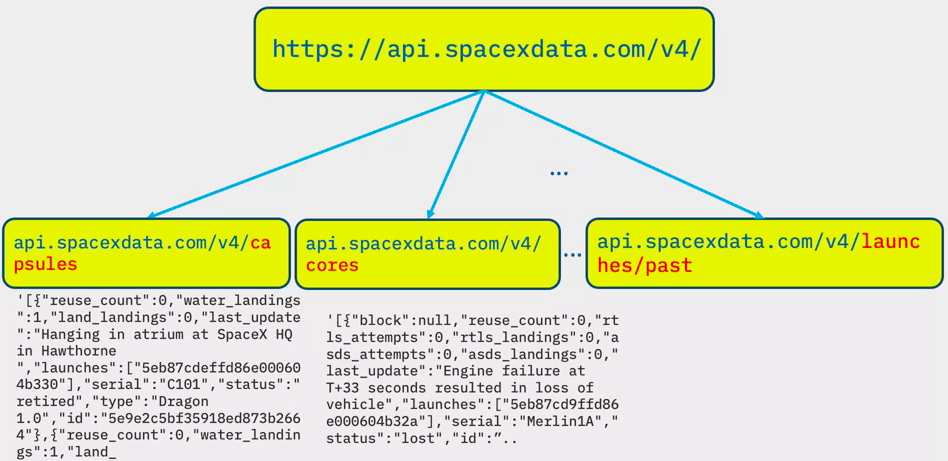 https://api.spacexdata.com/v4/
...
api.spacexdata.com/v4/ca
psules
api.spacexdata.com/v4/
cores
...
api.spacexdata.com/v4/launc
hes/past
'[{"reuse_count":0,"water_landings
":1,"land_landings":0,"last_update
":"Hanging in atrium at SpaceX HQ
in Hawthorne
","launches":["5eb87cdeffd86e00060
4b330"],"serial":"C101","status":"
retired","type":"Dragon
1.0","id":"5e9e2c5bf35918ed873b266
4"},{"reuse_count":0,"water_landin
gs":1,"land_
'[{"block":null,"reuse_count":0,"rt
ls_attempts":0,"rtls_landings":0,"a
sds_attempts":0,"asds_landings":0,"
last_update":"Engine failure at
T+33 seconds resulted in loss of
vehicle","launches":["5eb87cd9ffd86
e000604b32a"],"serial":"Merlin1A","
status":"lost","id":”..